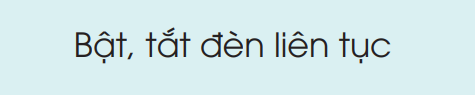 Bật, tắt đèn liên tục